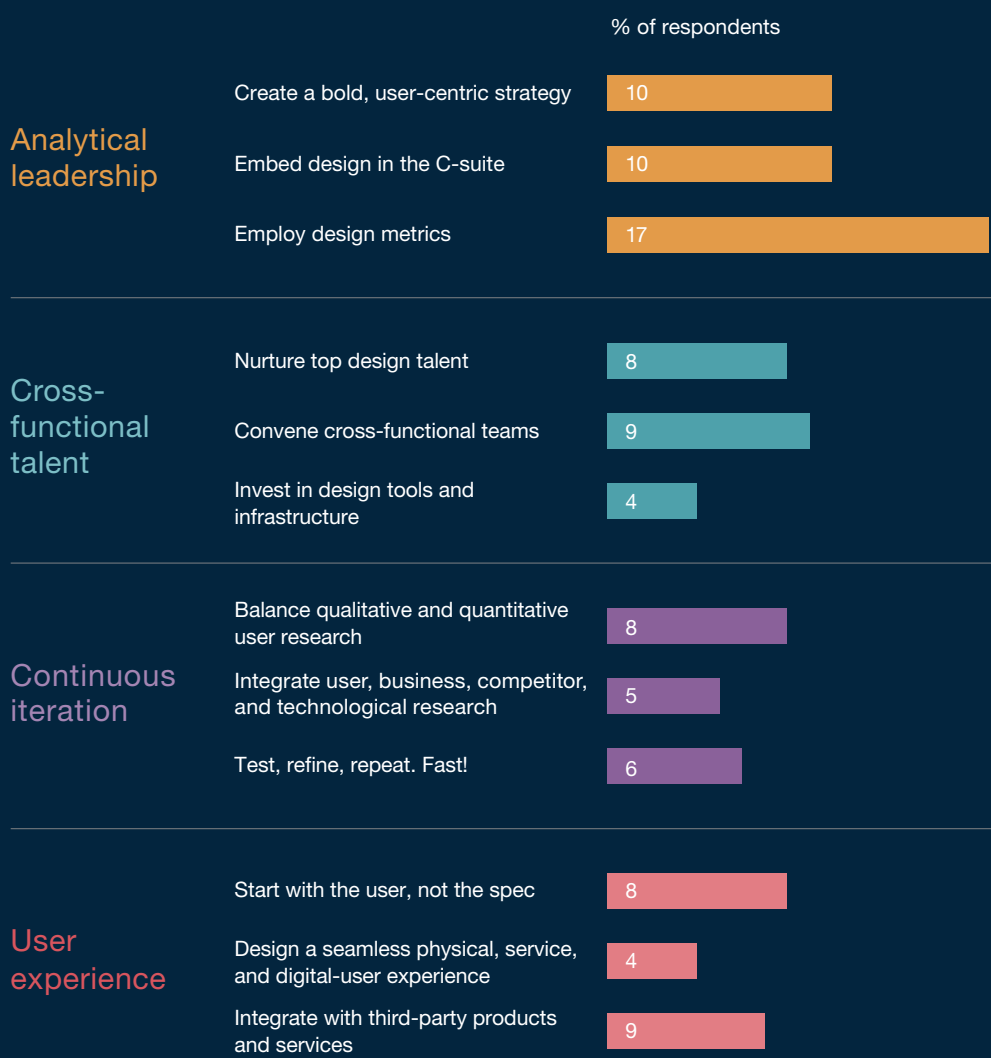 % of respondents
Analytical
leadership
Create a bold, user-centric strategy
10
Embed design in the C-suite
10
Employ design metrics
17
Cross-
functional
talent
Nurture top design talent
8
Convene cross-functional teams
9
Invest in design tools and
infrastructure
4
Continuous
iteration
Balance qualitative and quantitative
user research
8
Integrate user, business, competitor,
and technological research
5
Test, refine, repeat. Fast!
6
User
experience
Start with the user, not the spec
8
Design a seamless physical, service,
and digital-user experience
4
Integrate with third-party products
and services
9